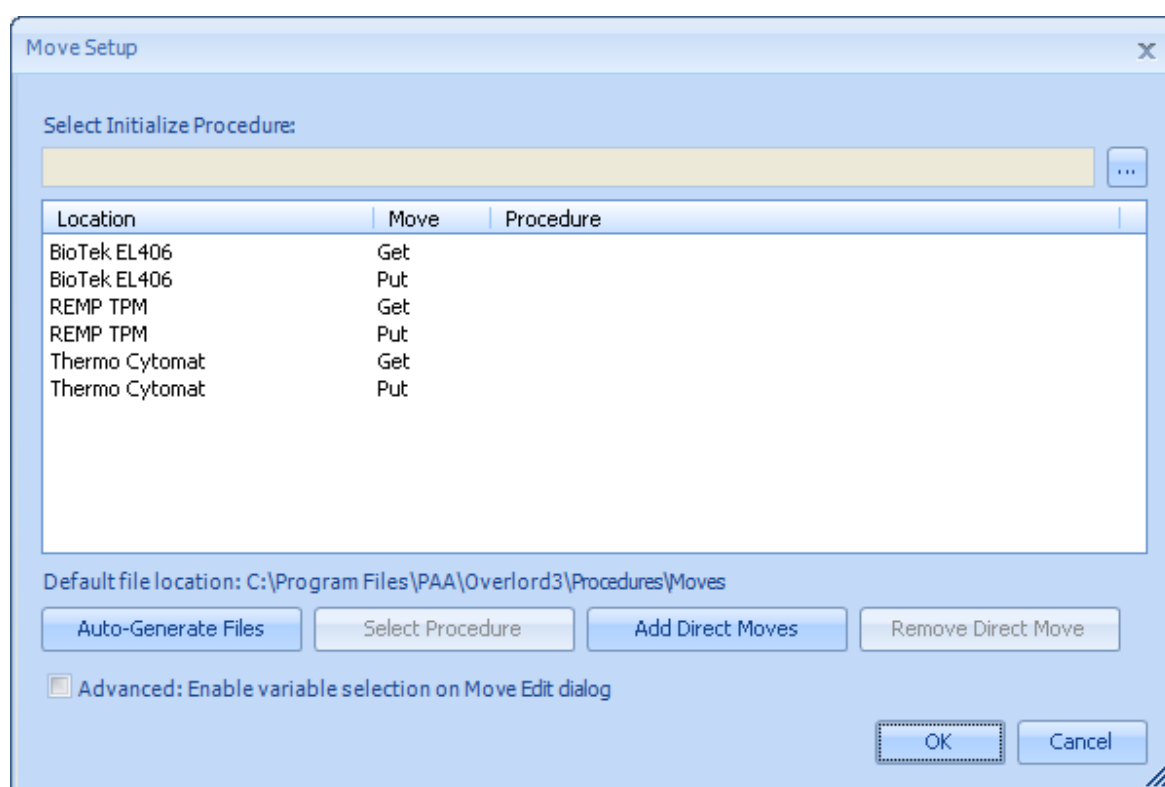 Move Setup x
Select Initialize Procedure:
...
Location Move Procedure
BioTek EL406 Get
BioTek EL406 Put
REMP TPM Get
REMP TPM Put
Thermo Cytomat Get
Thermo Cytomat Put
Default file location: C:\Program Files\PAA\Overlord3\Procedures\Moves
Auto-Generate Files Select Procedure Add Direct Moves Remove Direct Move
Advanced: Enable variable selection on Move Edit dialog
OK Cancel